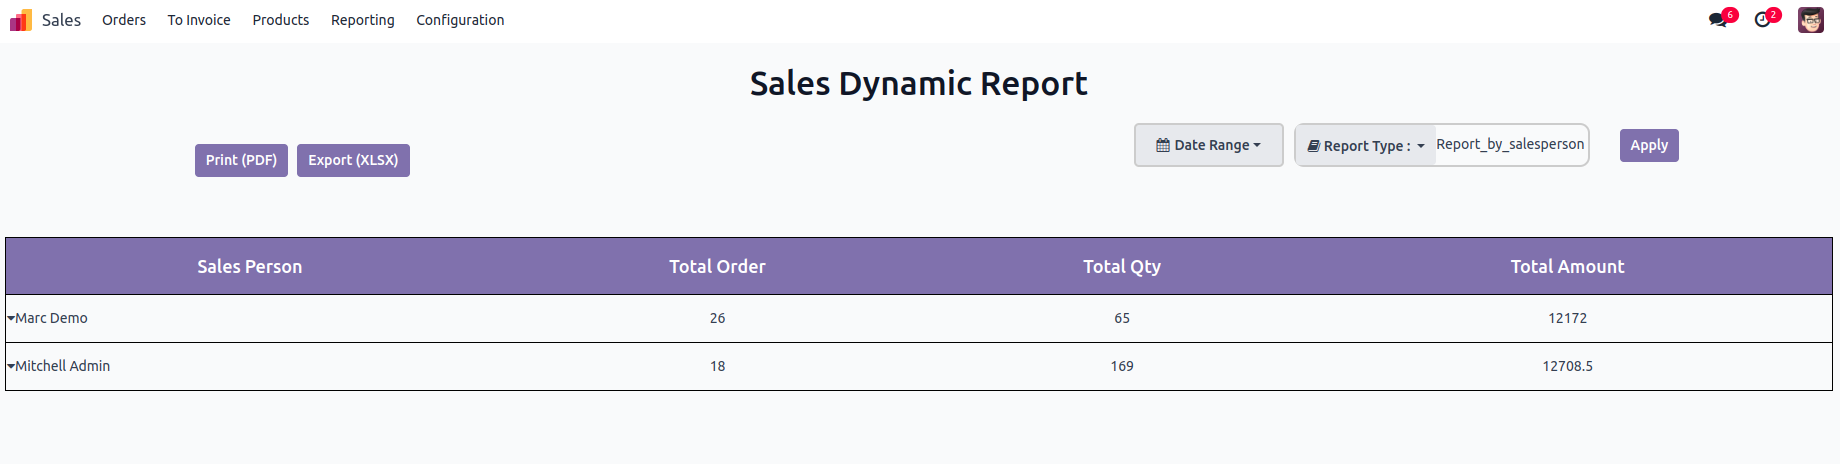 Sales Orders To Invoice Products Reporting Configuration 6 2
Sales Dynamic Report
Print (PDF) Export (XLSX) Date Range Report Type : Report_by_salesperson Apply
Sales Person Total Order Total Qty Total Amount
Marc Demo 26 65 12172
Mitchell Admin 18 169 12708.5